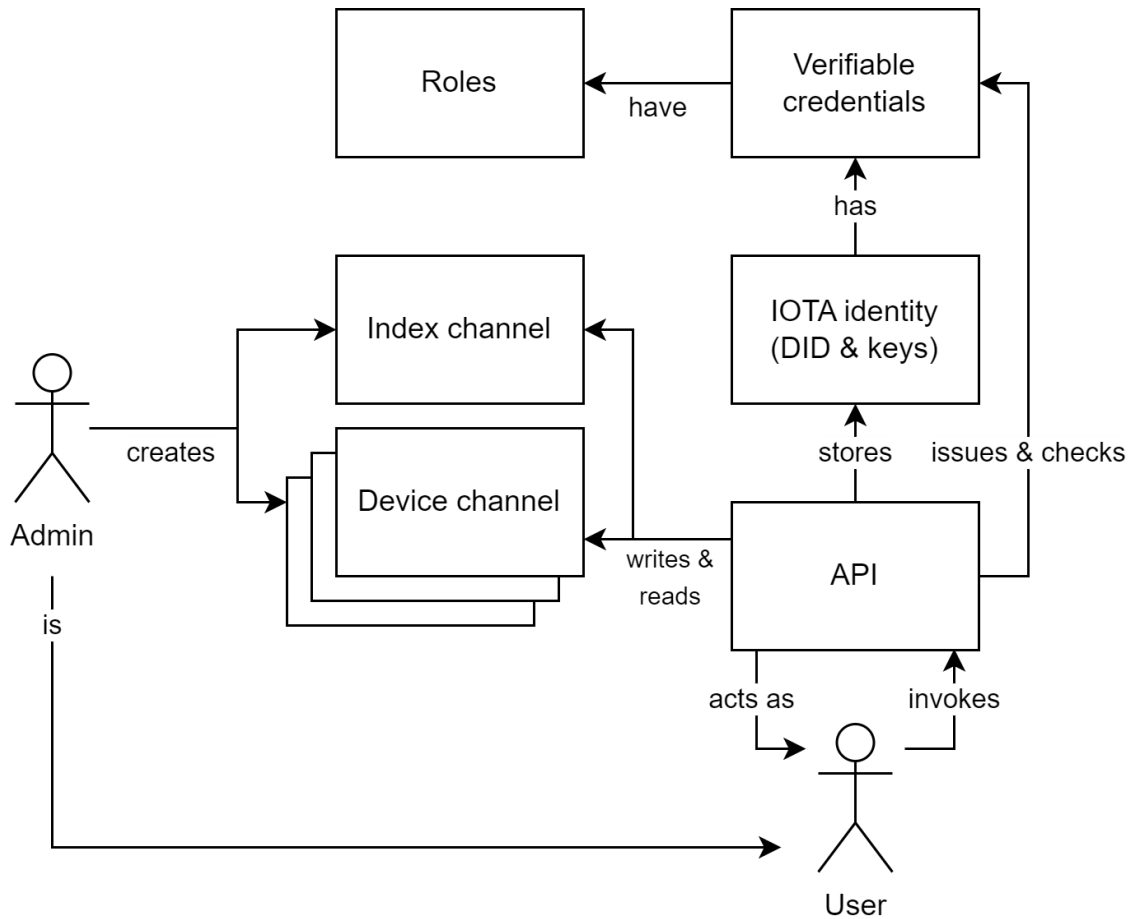 Roles
Verifiable
credentials
have
has
Index channel
IOTA identity
(DID & keys)
creates
stores
issues & checks
Device channel
Admin
writes &
reads
API
is
acts as
invokes
User